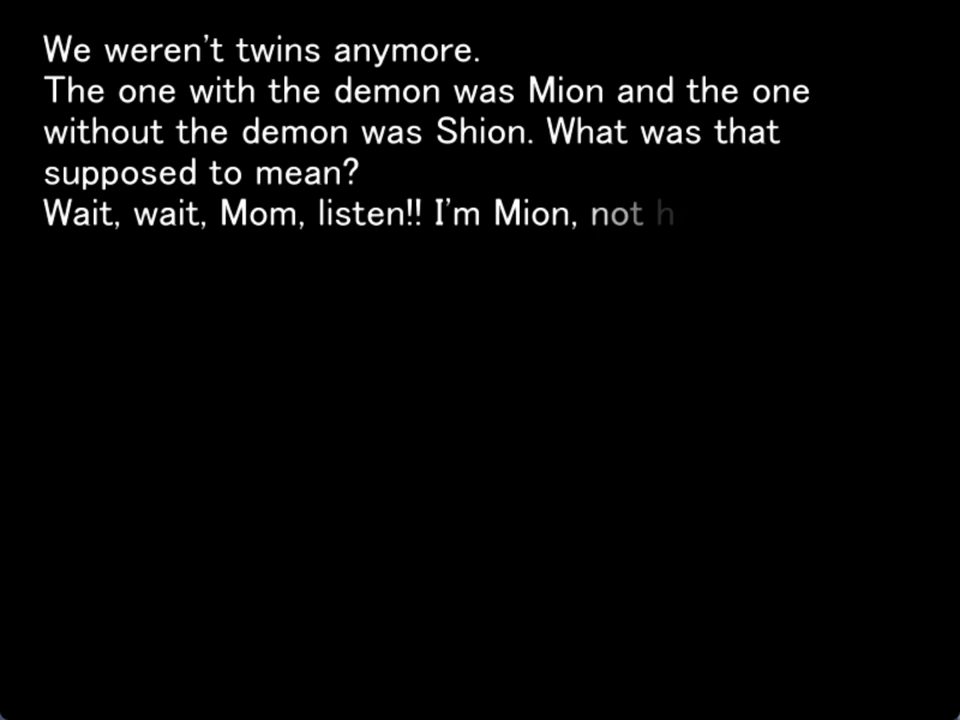 We weren't twins anymore.
The one with the demon was Mion and the one
without the demon was Shion. What was that
supposed to mean?
Wait, wait, Mom, listen!! I'm Mion, not h